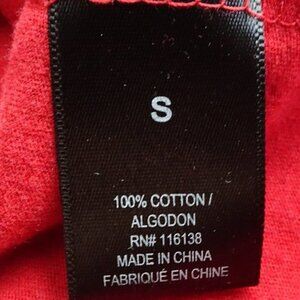 S
100% COTTON /
ALGODON
RN# 116138
MADE IN CHINA
FABRIQUÉ EN CHINE